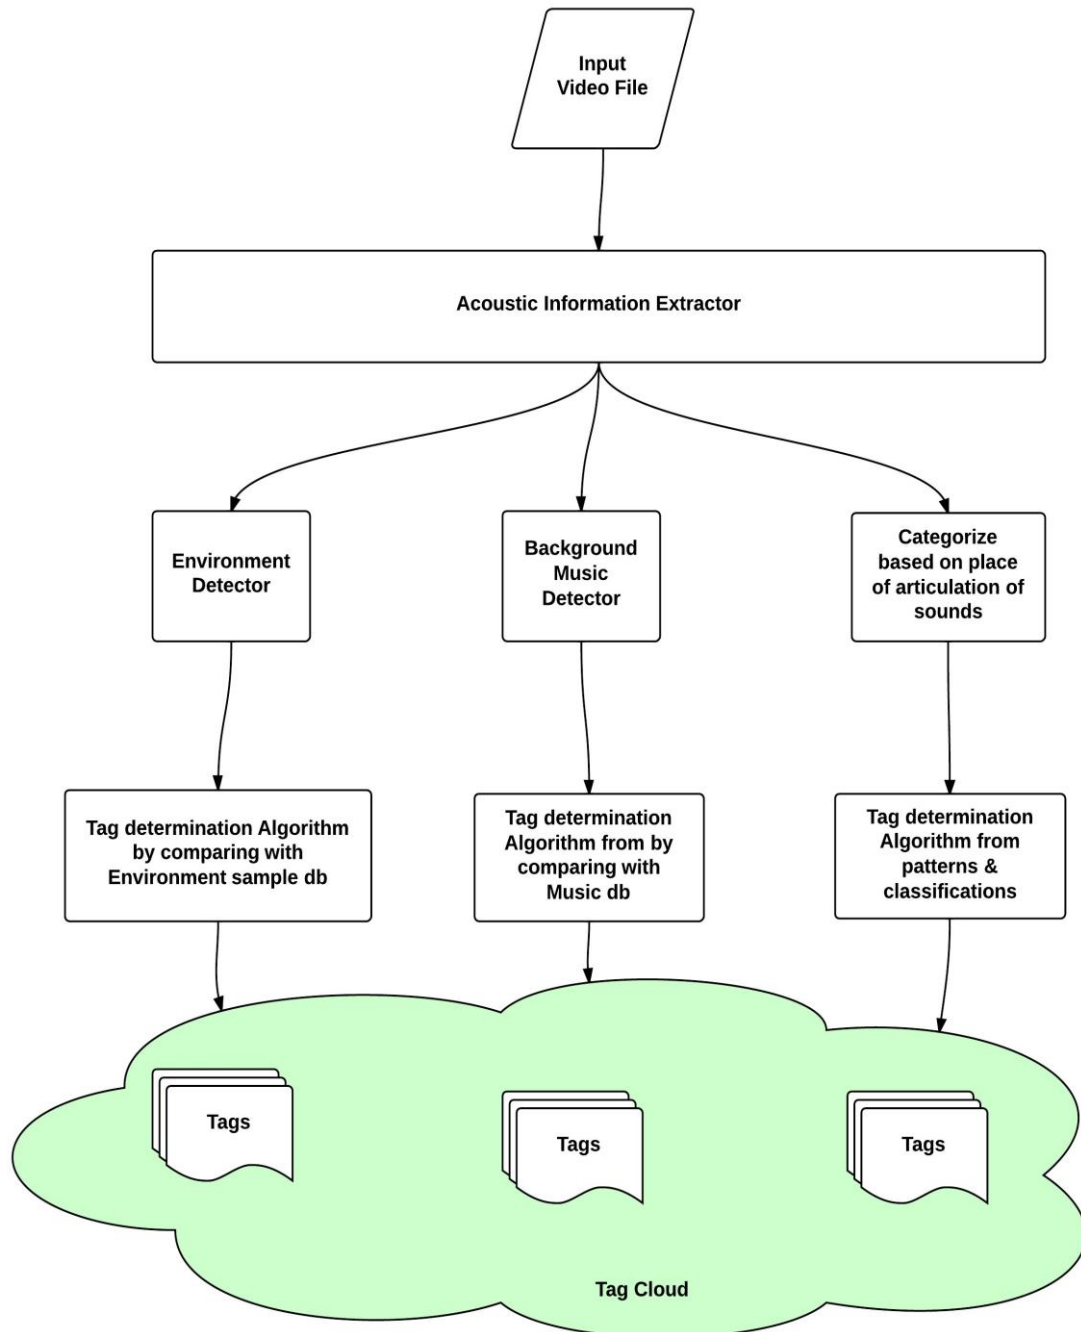 Input
Video File
Acoustic Information Extractor
Environment
Detector
Background
Music
Detector
Categorize
based on place
of articulation of
sounds
Tag determination Algorithm
by comparing with
Environment sample db
Tag determination
Algorithm from by
comparing with
Music db
Tag determination
Algorithm from
patterns &
classifications
Tags
Tags
Tags
Tag Cloud